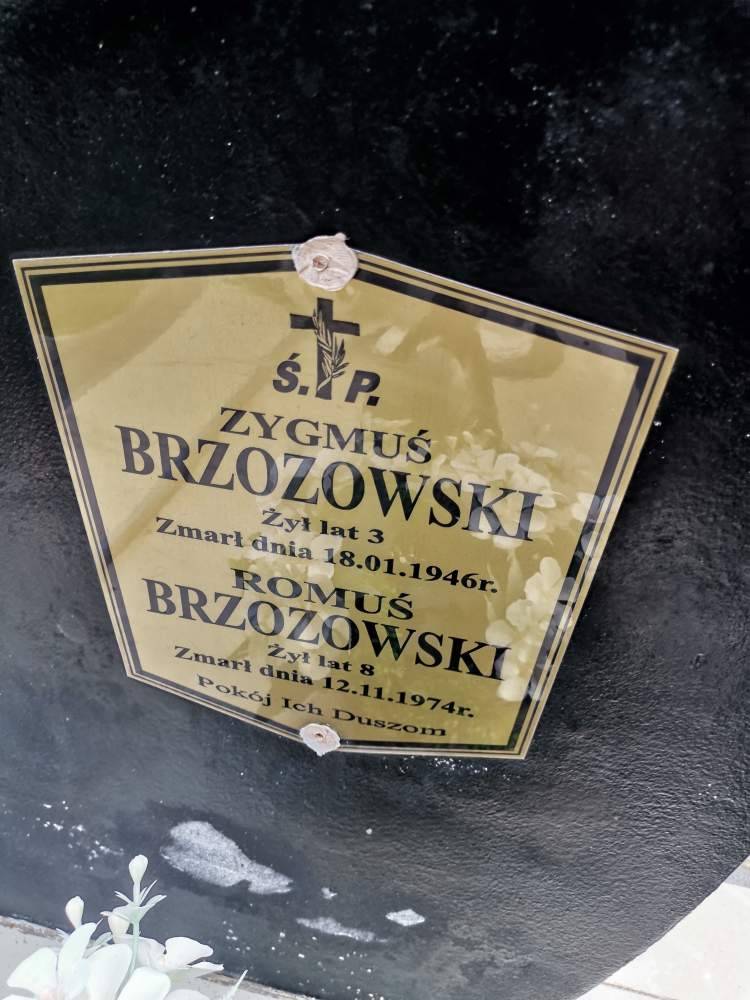 Ś. P.
ZYGMUŚ
BRZOZOWSKI
Żył lat 3
Zmarł dnia 18.01.1946r.
ROMUŚ
BRZOZOWSKI
Żył lat 8
Zmarł dnia 12.11.1974r.
Pokój Ich Duszom